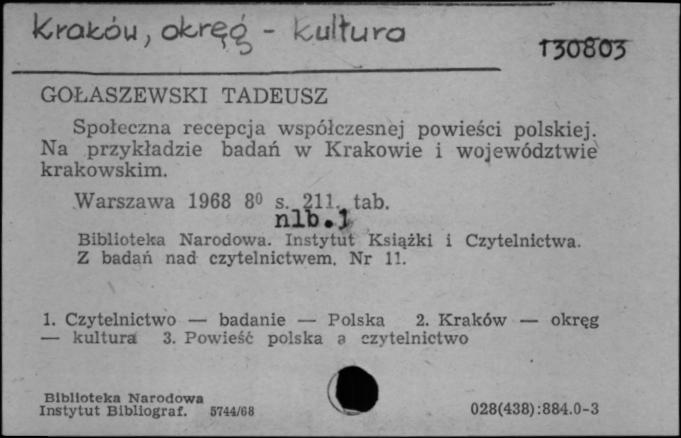 Kraków, okręg - kultura
130803
GOŁASZEWSKI TADEUSZ
Społeczna recepcja współczesnej powieści polskiej.
Na przykładzie badań w Krakowie i województwie
krakowskim.
Warszawa 1968 8⁰ s. 211. tab.
nlb. 1
Biblioteka Narodowa. Instytut Książki i Czytelnictwa.
Z badań nad czytelnictwem. Nr 11.
1. Czytelnictwo — badanie — Polska 2. Kraków — okręg
— kultura 3. Powieść polska a czytelnictwo
Biblioteka Narodowa
Instytut Bibliograf. 5744/68
028(438):884.0-3